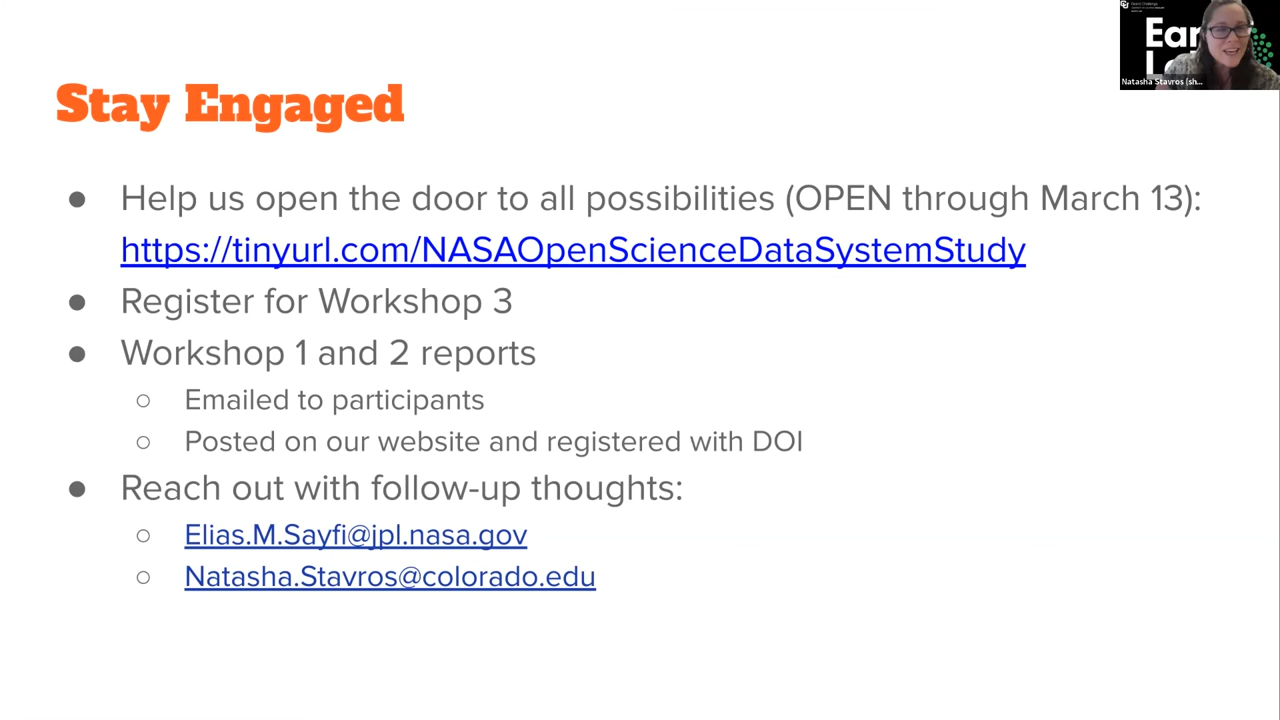 Stay Engaged
● Help us open the door to all possibilities (OPEN through March 13):
https://tinyurl.com/NASAOpenScienceDataSystemStudy
● Register for Workshop 3
● Workshop 1 and 2 reports
○ Emailed to participants
○ Posted on our website and registered with DOI
● Reach out with follow-up thoughts:
○ Elias.M.Sayfi@jpl.nasa.gov
○ Natasha.Stavros@colorado.edu
Ear
Natasha Stavros (sh...